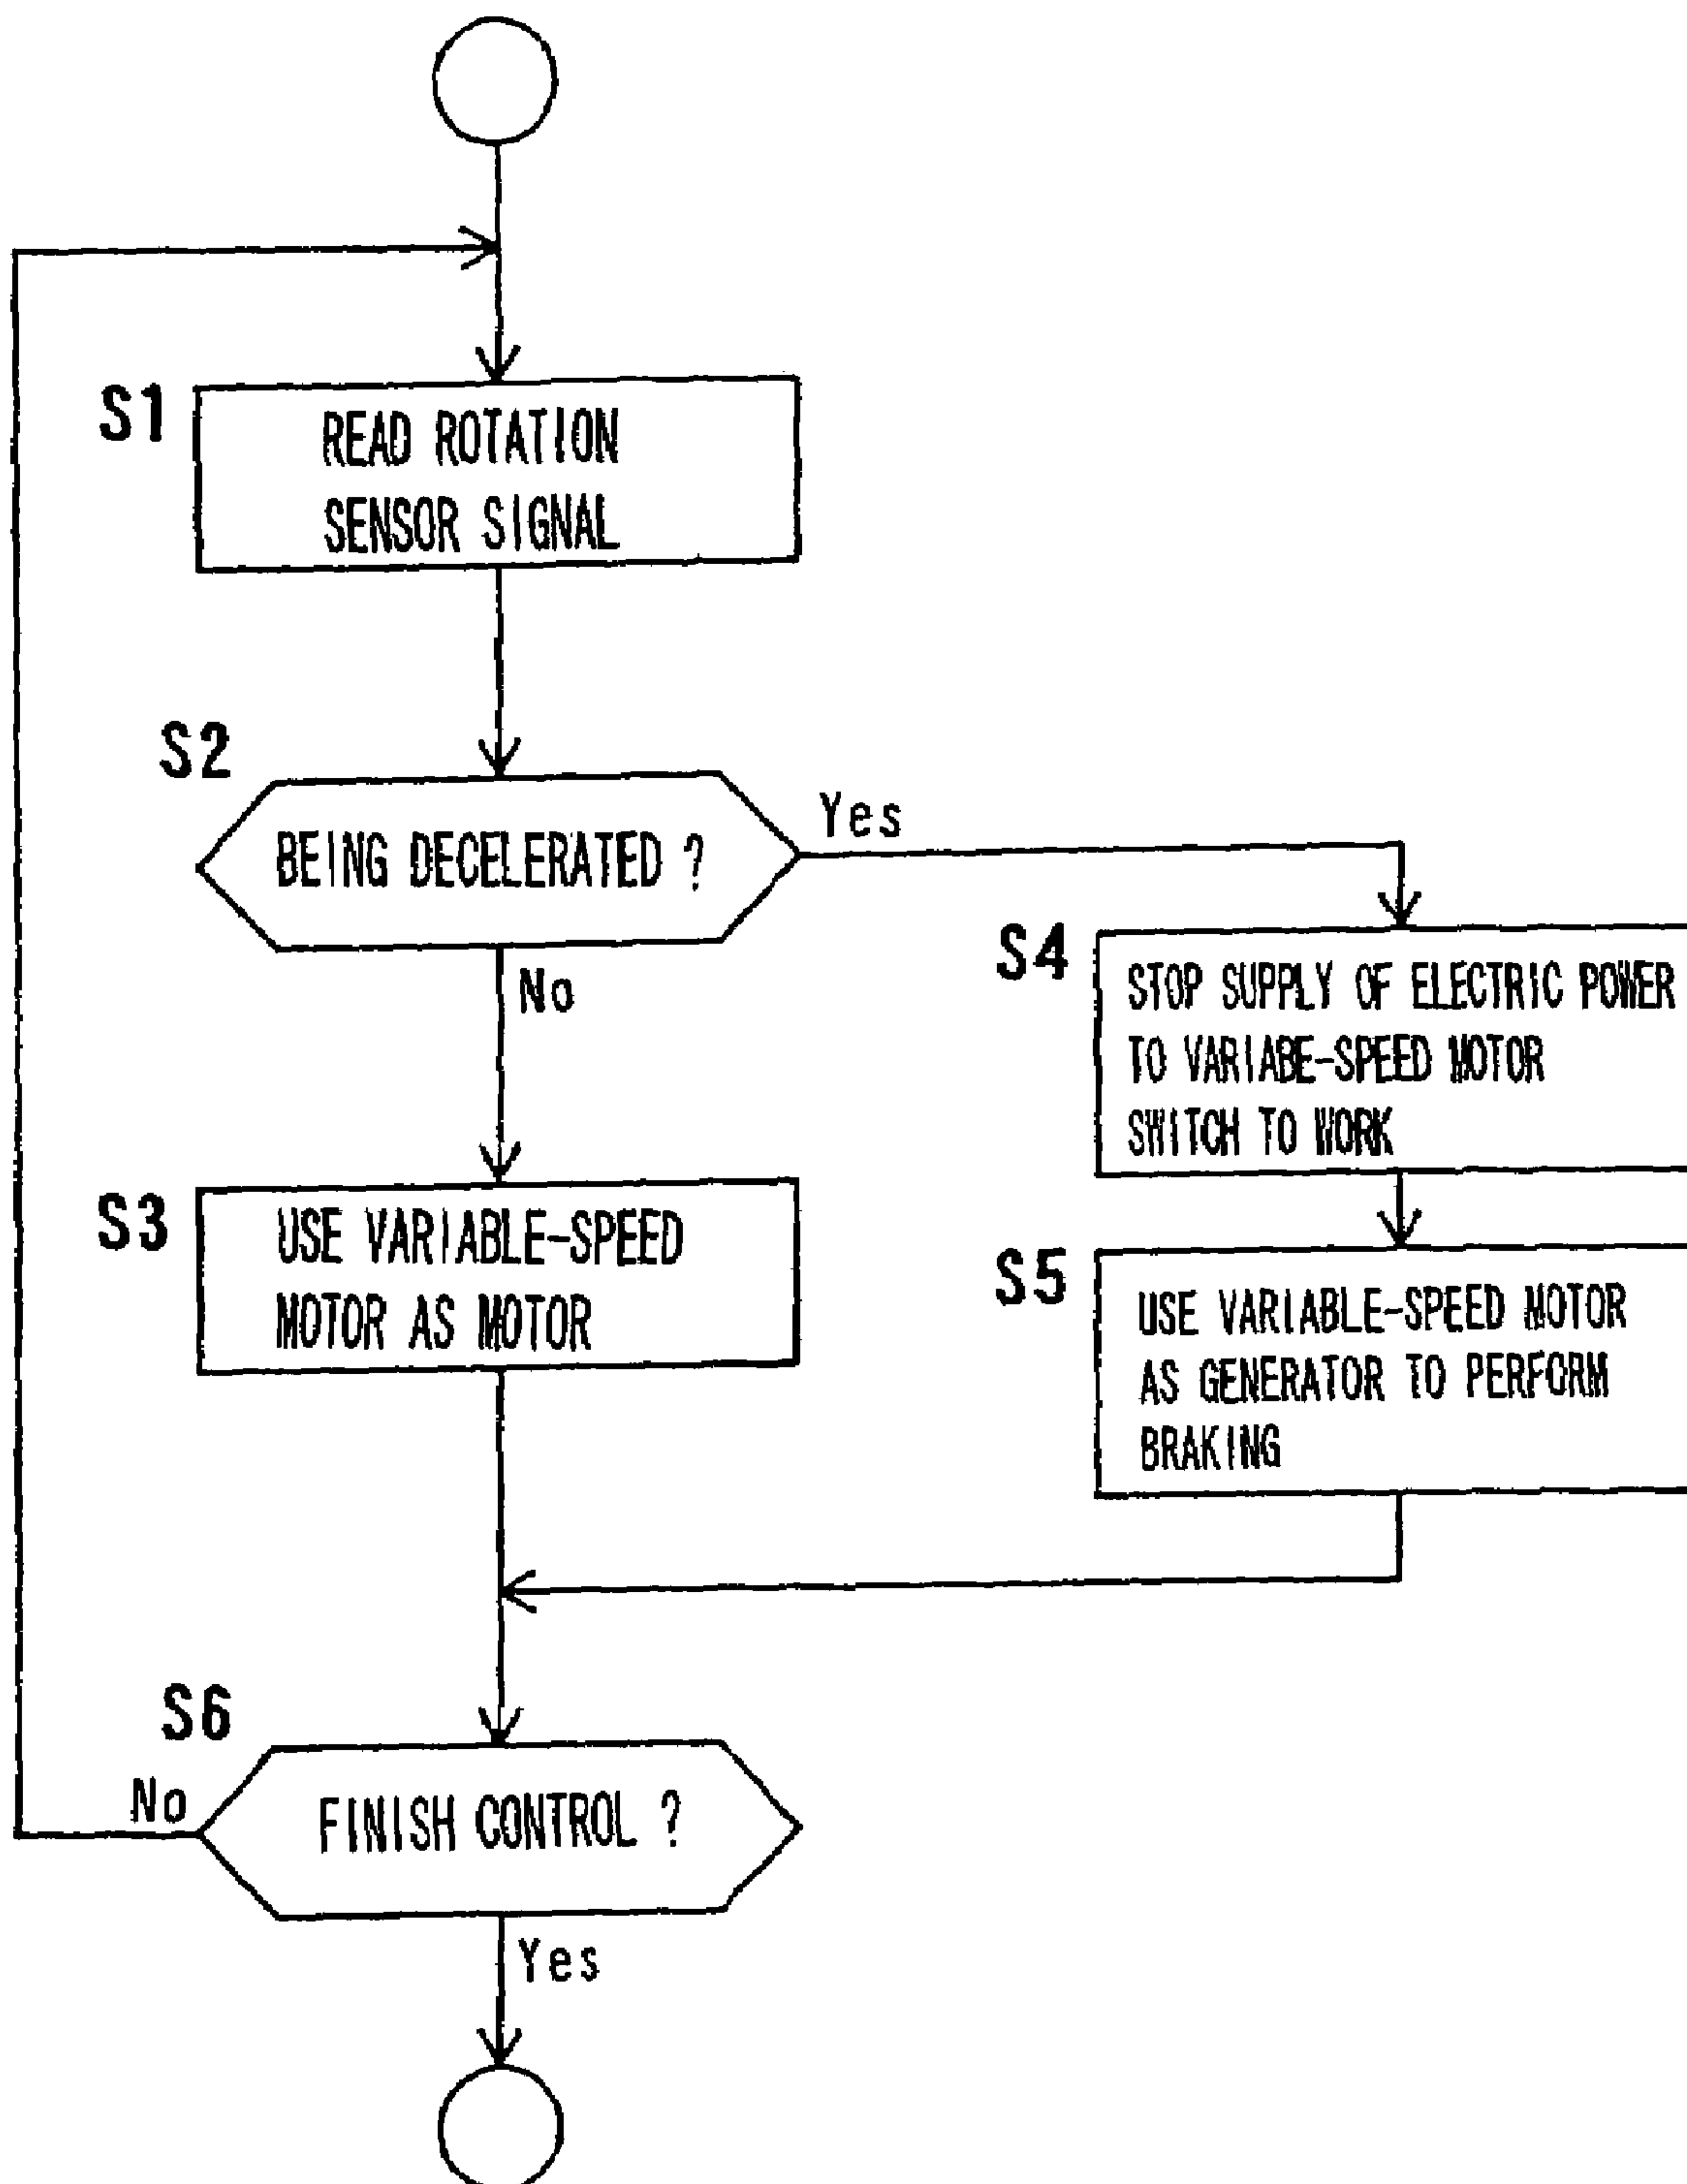 S1
READ ROTATION
SENSOR SIGNAL
S2
BEING DECELERATED ?
Yes
No
S4
STOP SUPPLY OF ELECTRIC POWER
TO VARIABE-SPEED MOTOR
SWITCH TO WORK
S3
USE VARIABLE-SPEED
MOTOR AS MOTOR
S5
USE VARIABLE-SPEED MOTOR
AS GENERATOR TO PERFORM
BRAKING
S6
No
FINISH CONTROL ?
Yes